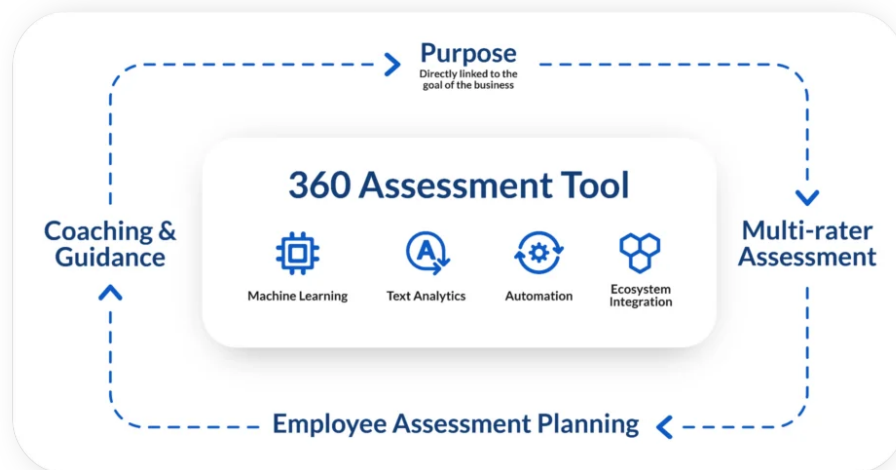 Purpose
Directly linked to the
goal of the business
360 Assessment Tool
Coaching &
Guidance
Multi-rater
Assessment
A
Machine Learning
Text Analytics
Automation
Ecosystem
Integration
Employee Assessment Planning